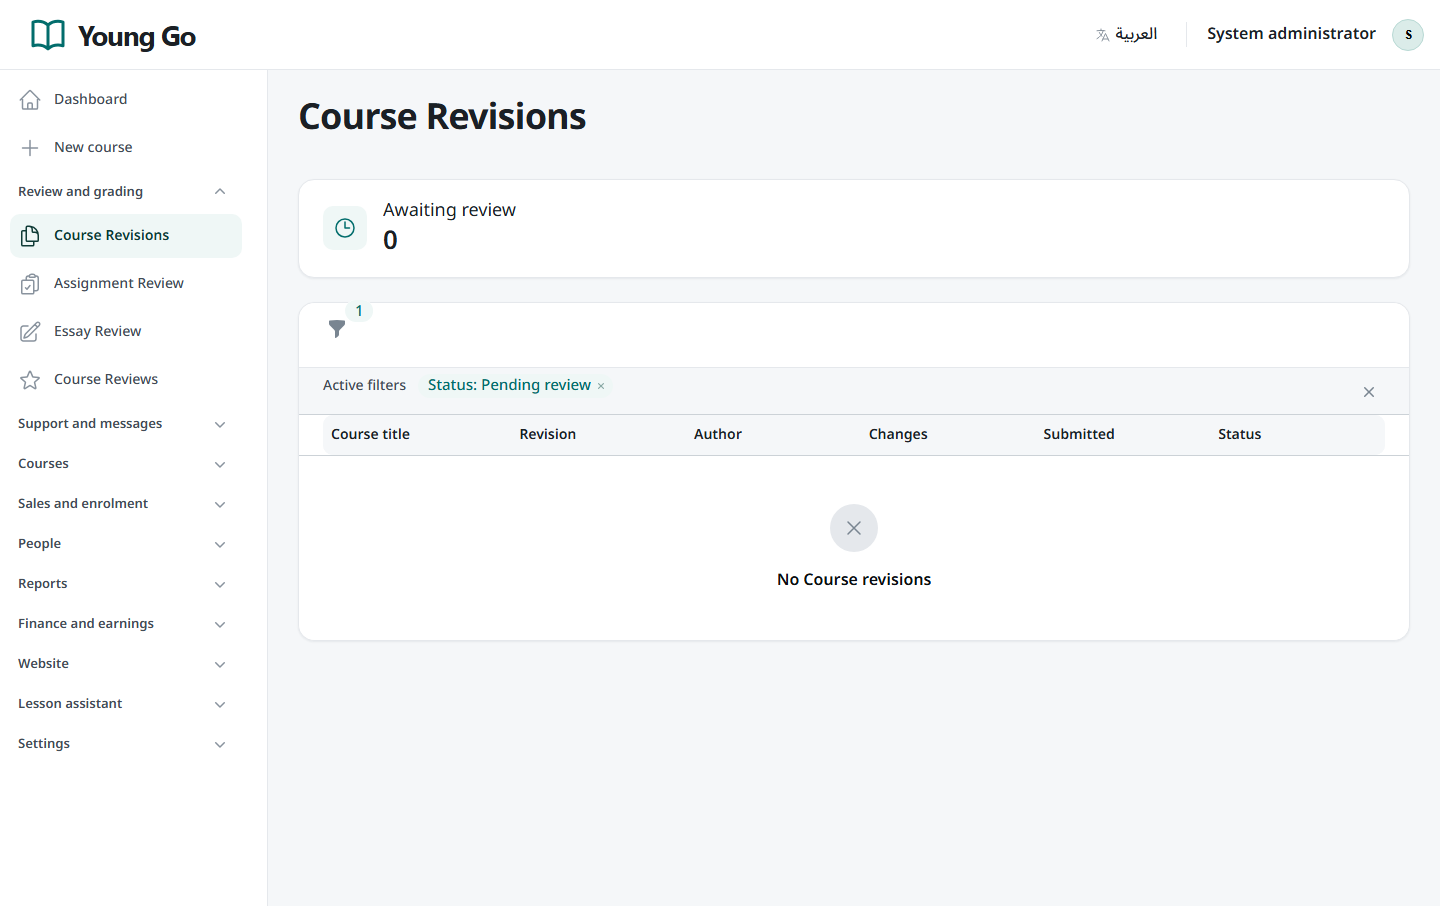 Young Go
العربية
System administrator
S
Dashboard
New course
Review and grading
Course Revisions
Assignment Review
Essay Review
Course Reviews
Support and messages
Courses
Sales and enrolment
People
Reports
Finance and earnings
Website
Lesson assistant
Settings
Course Revisions
Awaiting review
0
1
Active filters Status: Pending review ×
Course title Revision Author Changes Submitted Status
No Course revisions